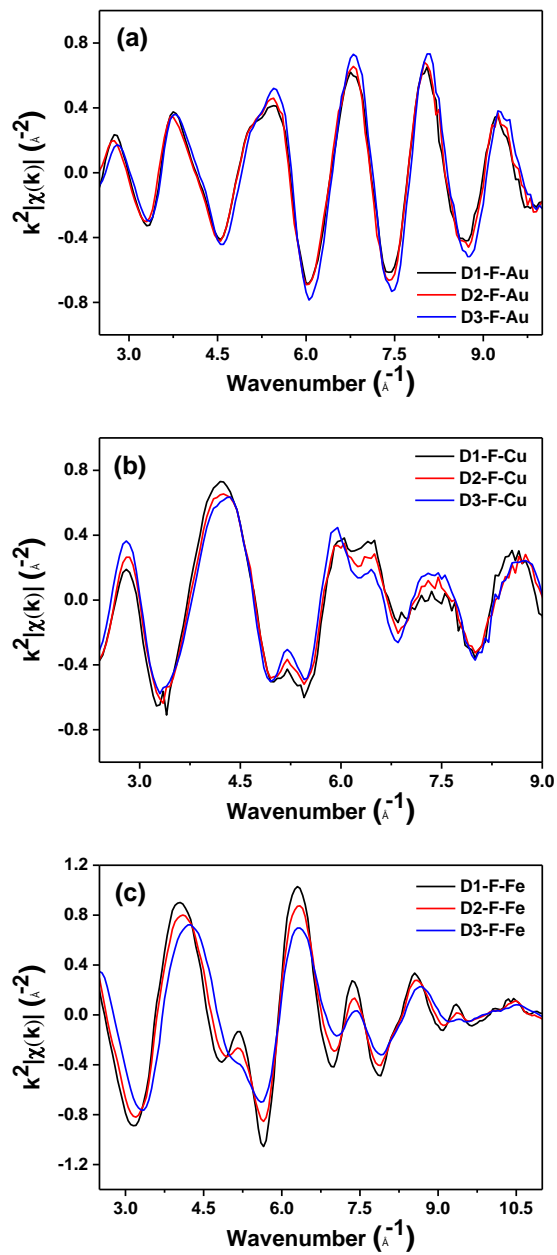 (a)
0.8
0.4
0.0
-0.4
-0.8
k²|χ(k)| (Å⁻²)
D1-F-Au
D2-F-Au
D3-F-Au
3.0 4.5 6.0 7.5 9.0
Wavenumber (Å⁻¹)
(b)
0.8
0.4
0.0
-0.4
-0.8
k²|χ(k)| (Å⁻²)
D1-F-Cu
D2-F-Cu
D3-F-Cu
3.0 4.5 6.0 7.5 9.0
Wavenumber (Å⁻¹)
(c)
1.2
0.8
0.4
0.0
-0.4
-0.8
-1.2
k²|χ(k)| (Å⁻²)
D1-F-Fe
D2-F-Fe
D3-F-Fe
3.0 4.5 6.0 7.5 9.0 10.5
Wavenumber (Å⁻¹)